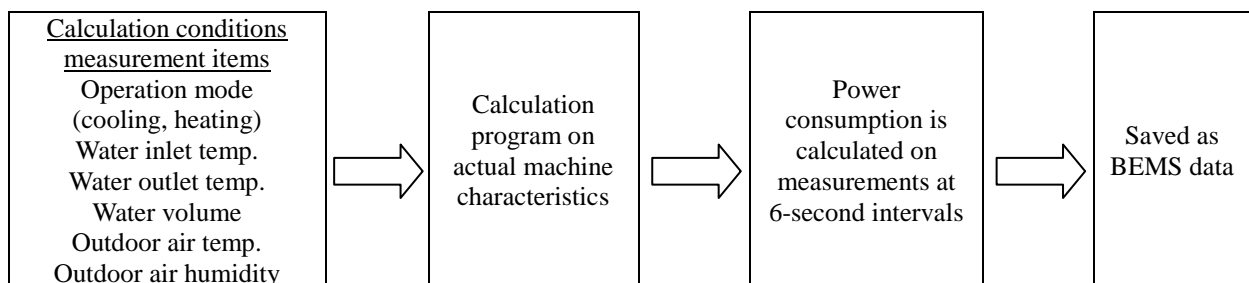 Calculation conditions
measurement items
Operation mode
(cooling, heating)
Water inlet temp.
Water outlet temp.
Water volume
Outdoor air temp.
Outdoor air humidity
Calculation
program on
actual machine
characteristics
Power
consumption is
calculated on
measurements at
6-second intervals
Saved as
BEMS data